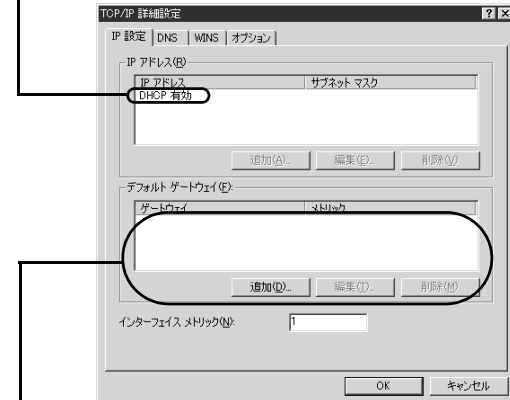 TCP/IP 詳細設定
IP 設定 DNS WINS オプション
IP アドレス(R)
IP アドレス サブネット マスク
DHCP 有効
追加(A)... 編集(E)... 削除(V)
デフォルト ゲートウェイ(F):
ゲートウェイ メトリック
追加(D)... 編集(T)... 削除(M)
インターフェイス メトリック(N): 1
OK キャンセル